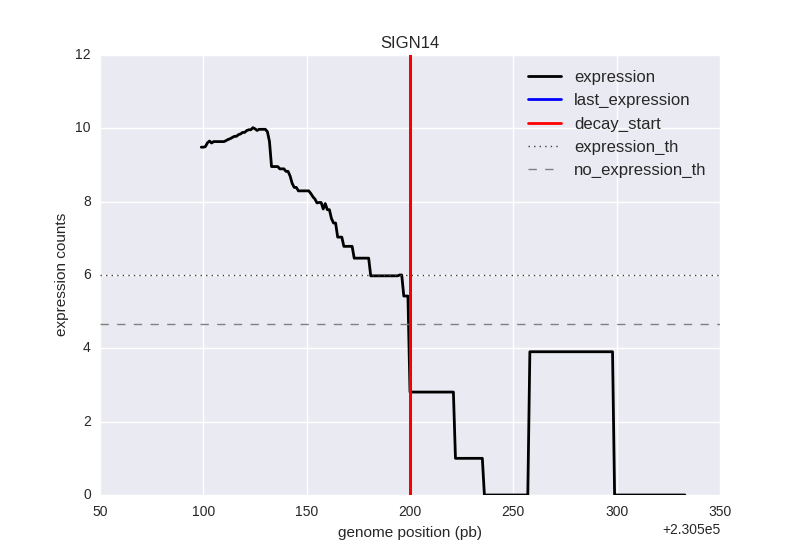 SIGN14
12
10
8
6
4
2
0
expression counts
expression
last_expression
decay_start
expression_th
no_expression_th
50
100
150
200
250
300
350
+2.305e5
genome position (pb)